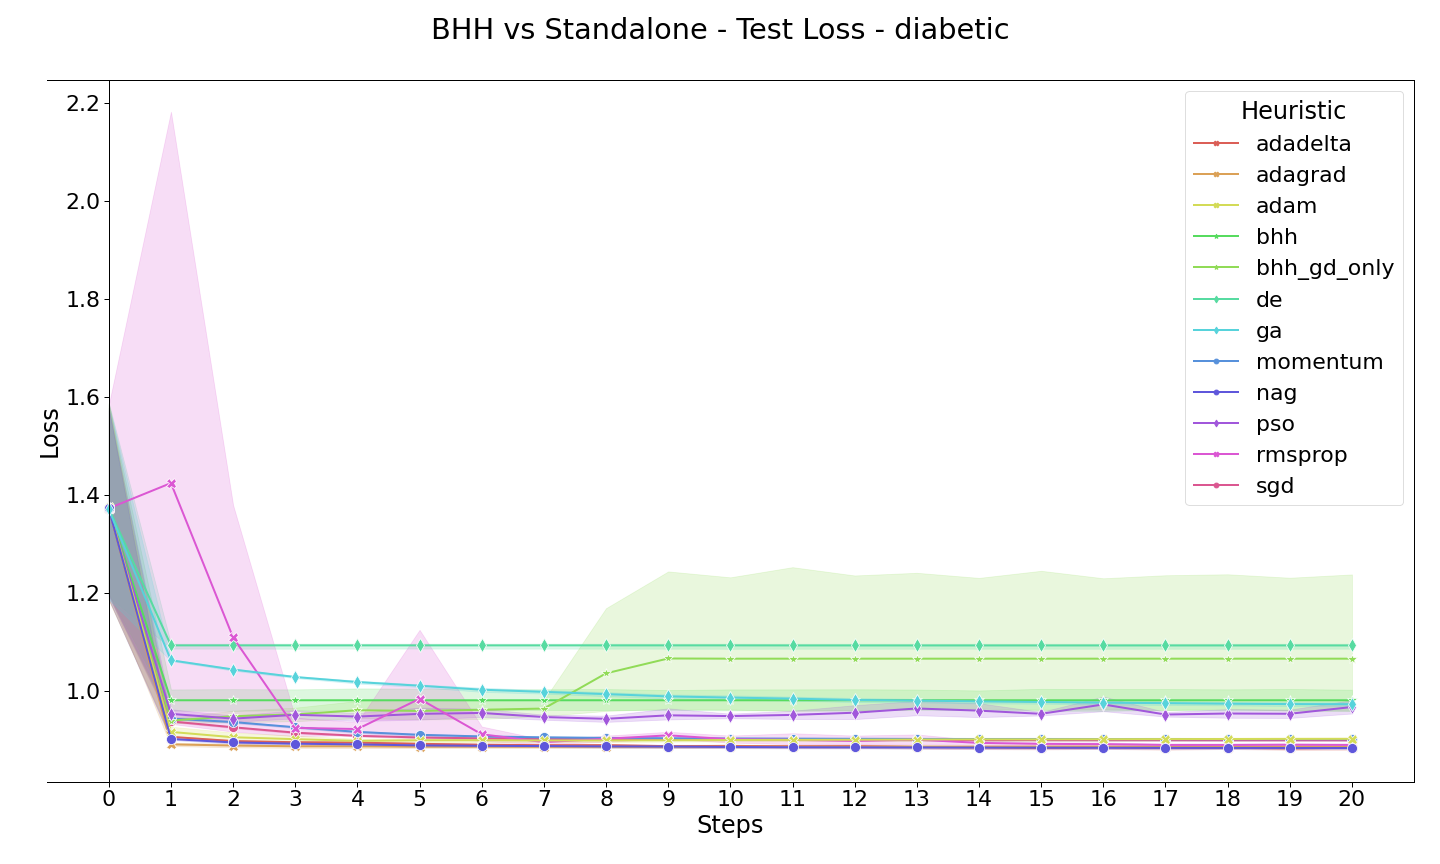 BHH vs Standalone - Test Loss - diabetic
2.2
2.0
1.8
1.6
1.4
1.2
1.0
Loss
Heuristic
adadelta
adagrad
adam
bhh
bhh_gd_only
de
ga
momentum
nag
pso
rmsprop
sgd
0 1 2 3 4 5 6 7 8 9 10 11 12 13 14 15 16 17 18 19 20
Steps